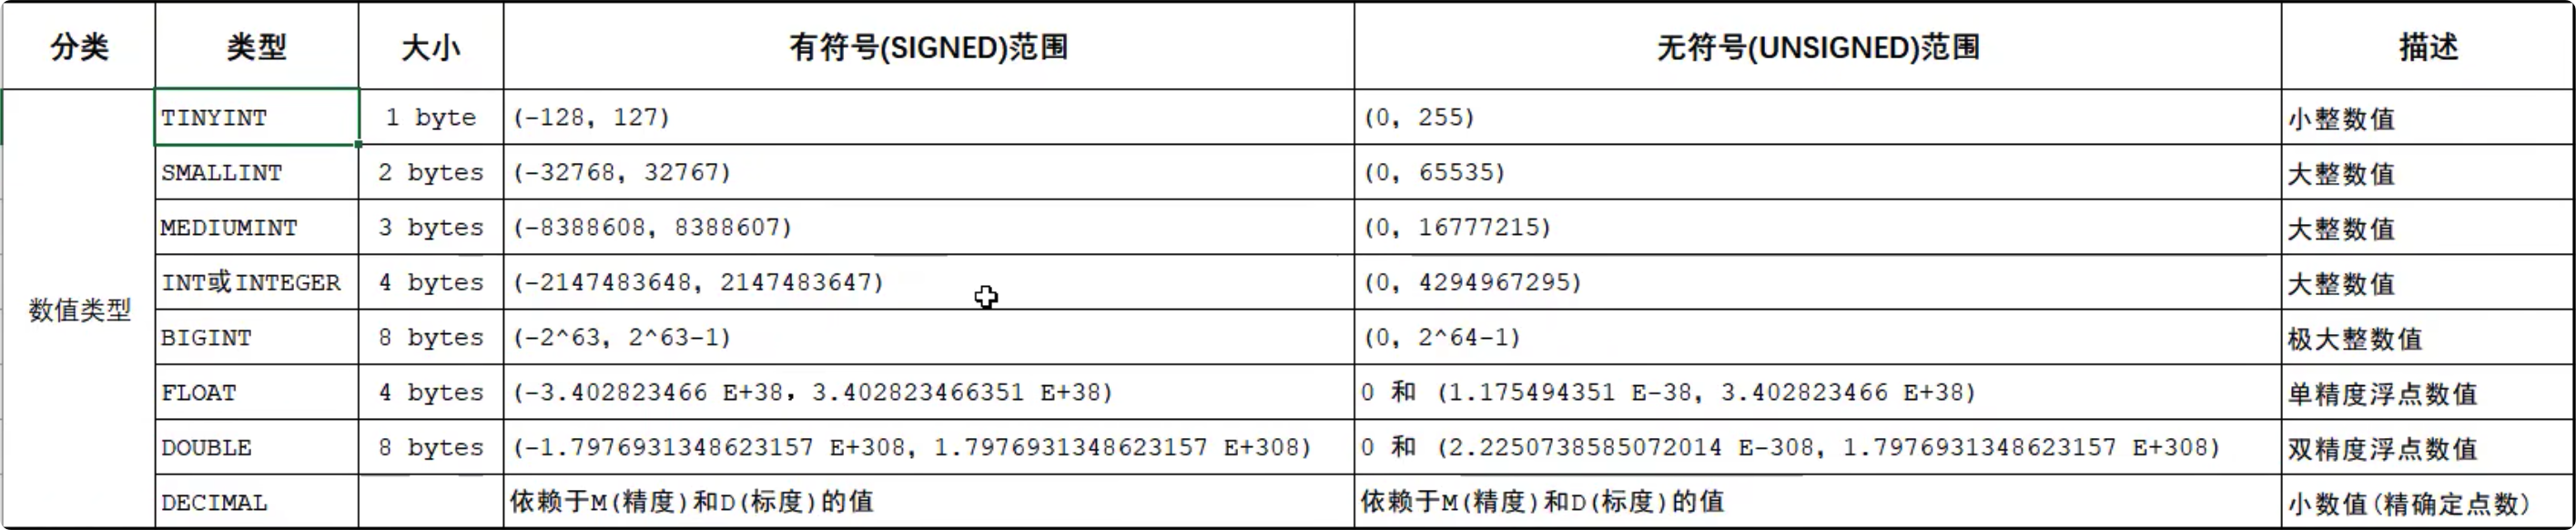 分类 类型 大小 有符号(SIGNED)范围 无符号(UNSIGNED)范围 描述
数值类型
TINYINT 1 byte (-128, 127) (0, 255) 小整数值
SMALLINT 2 bytes (-32768, 32767) (0, 65535) 大整数值
MEDIUMINT 3 bytes (-8388608, 8388607) (0, 16777215) 大整数值
INT或INTEGER 4 bytes (-2147483648, 2147483647) (0, 4294967295) 大整数值
BIGINT 8 bytes (-2^63, 2^63-1) (0, 2^64-1) 极大整数值
FLOAT 4 bytes (-3.402823466 E+38, 3.402823466351 E+38) 0 和 (1.175494351 E-38, 3.402823466 E+38) 单精度浮点数值
DOUBLE 8 bytes (-1.7976931348623157 E+308, 1.7976931348623157 E+308) 0 和 (2.2250738585072014 E-308, 1.7976931348623157 E+308) 双精度浮点数值
DECIMAL 依赖于M(精度)和D(标度)的值 依赖于M(精度)和D(标度)的值 小数值(精确定点数)